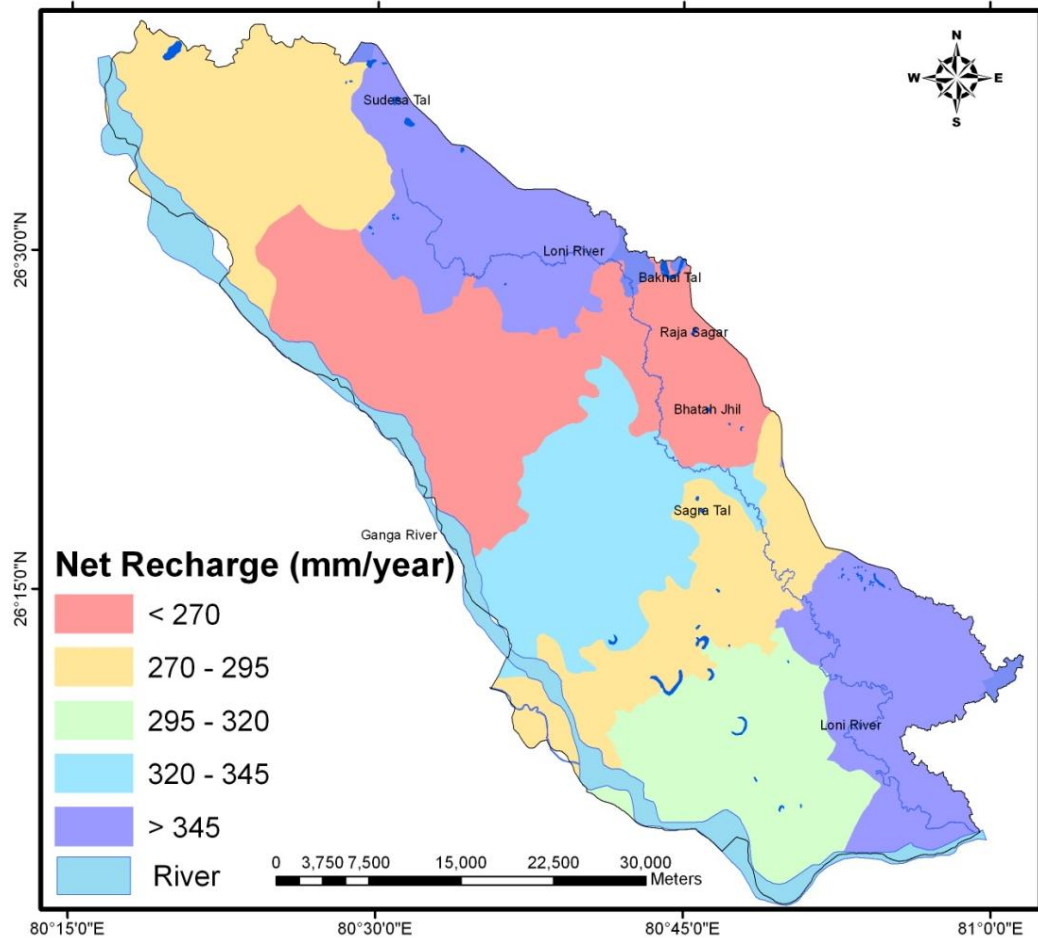 N
W E
S
Sudesa Tal
Loni River
Baknai Tal
Raja Sagar
Bhatah Jhil
Sagra Tal
Ganga River
Loni River
Net Recharge (mm/year)
< 270
270 - 295
295 - 320
320 - 345
> 345
River
0 3,750 7,500 15,000 22,500 30,000
Meters
26°30'0"N
26°15'0"N
80°15'0"E 80°30'0"E 80°45'0"E 81°0'0"E